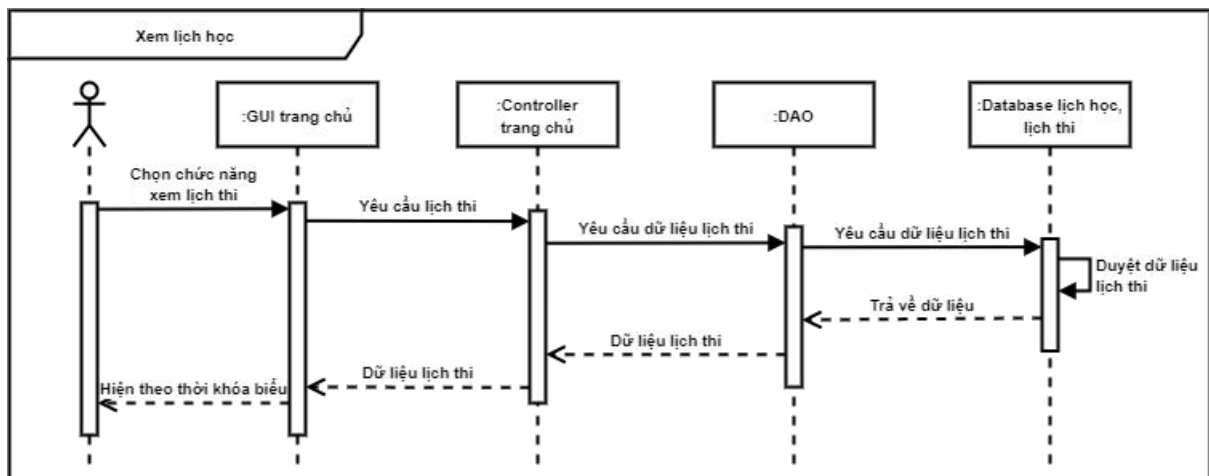 Xem lịch học
:GUI trang chủ
:Controller
trang chủ
:DAO
:Database lịch học,
lịch thi
Chọn chức năng
xem lịch thi
Yêu cầu lịch thi
Yêu cầu dữ liệu lịch thi
Yêu cầu dữ liệu lịch thi
Duyệt dữ liệu
lịch thi
Trả về dữ liệu
Dữ liệu lịch thi
Dữ liệu lịch thi
Hiện theo thời khóa biểu